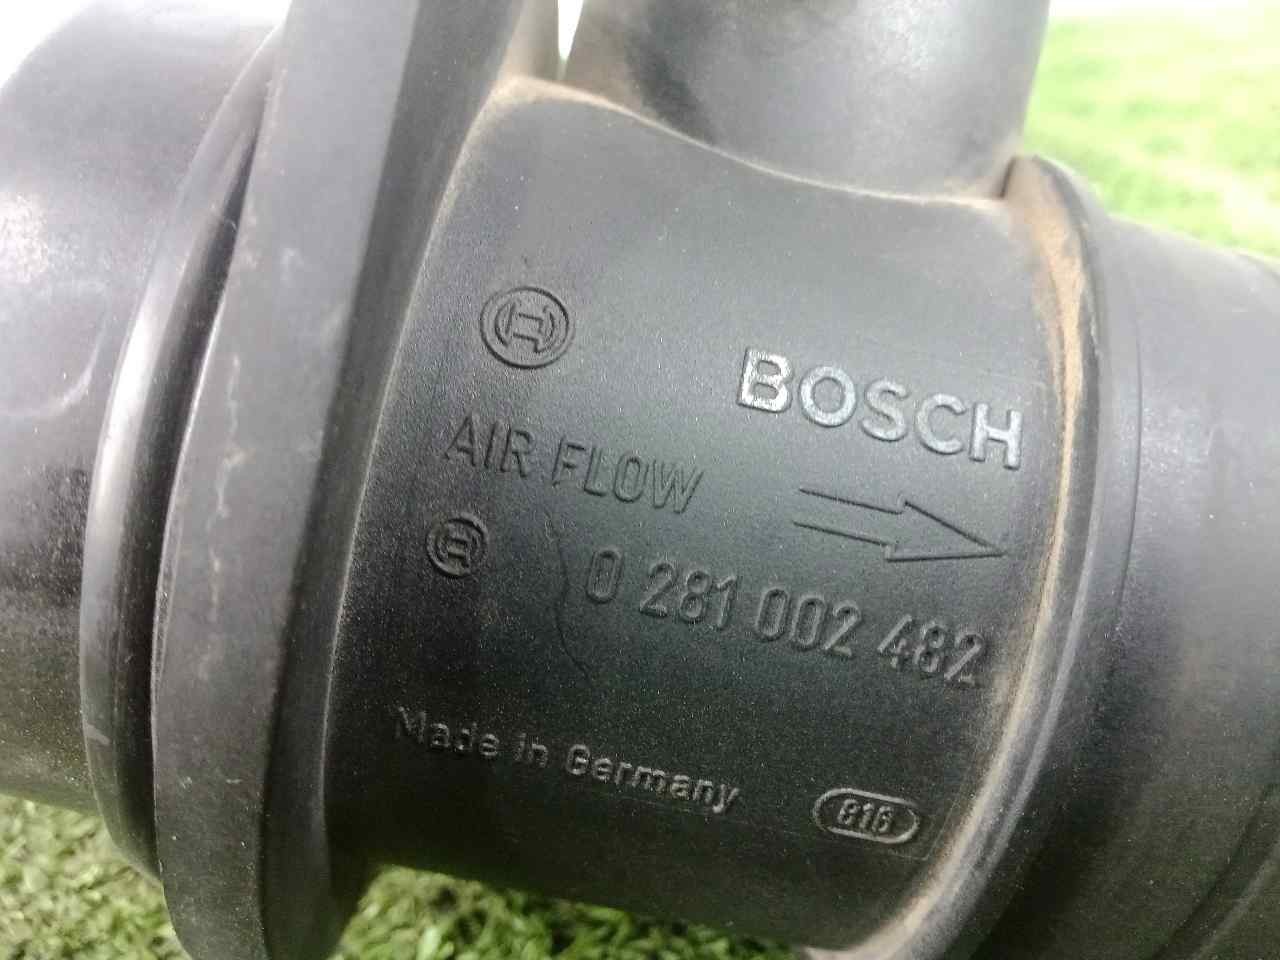 BOSCH
AIR FLOW
0 281 002 482
Made in Germany
816